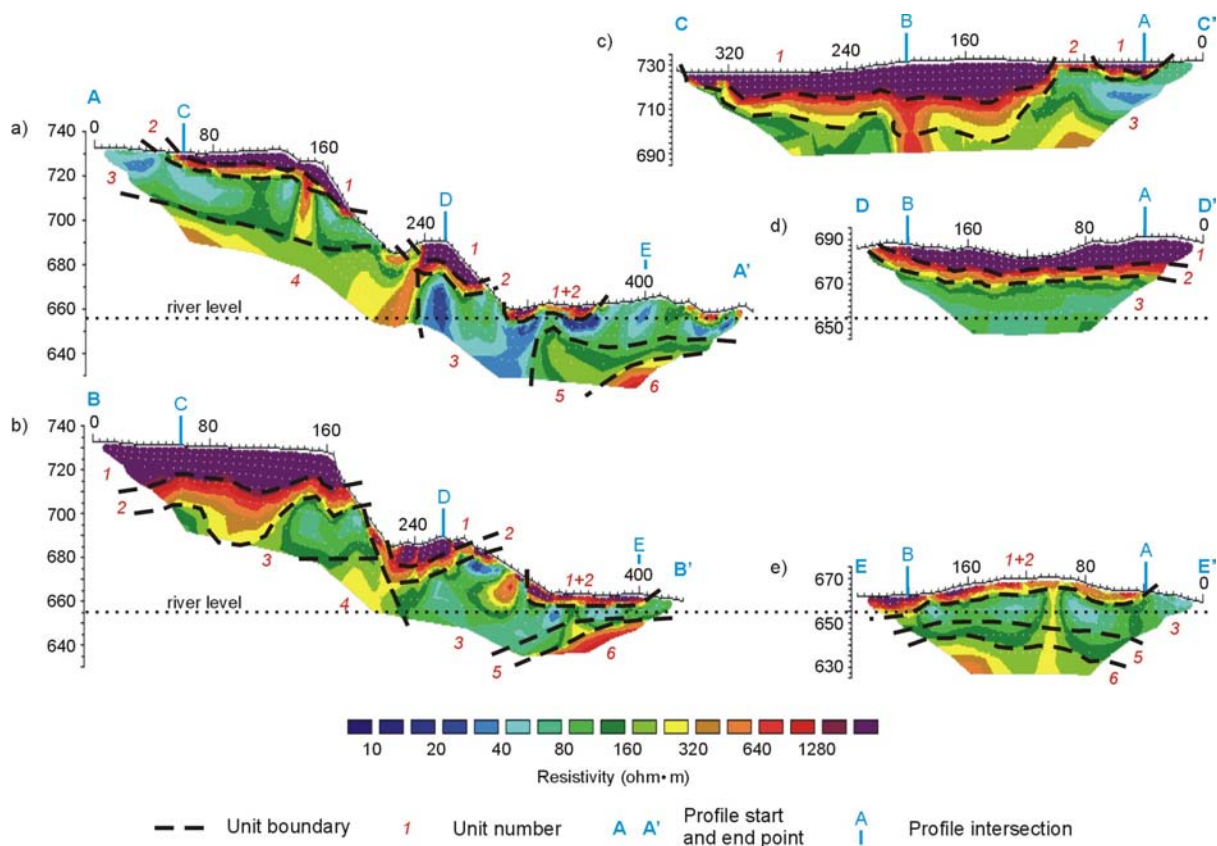 a)
A
0
C
80
2
160
1
D
240
1
2
E
400
1+2
A'
740
720
700
680
660
640
3
4
river level
3
5
6
b)
B
0
C
80
160
D
240
1
2
E
400
1+2
B'
740
720
700
680
660
640
1
2
3
4
river level
3
5
6
c)
C
320
1
240
B
160
2
1
A
C'
0
730
710
690
3
d)
D
B
160
80
A
D'
0
690
670
650
1
2
3
e)
E
B
160
1+2
80
A
E'
0
670
650
630
3
5
6
10 20 40 80 160 320 640 1280
Resistivity (ohm•m)
Unit boundary
1 Unit number
A A' Profile start and end point
A Profile intersection